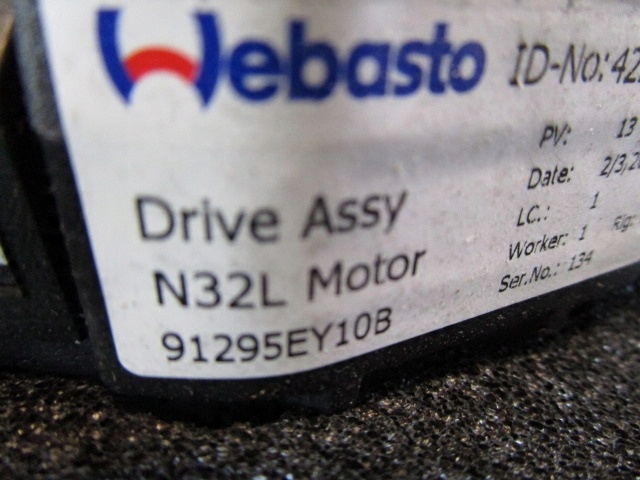 Webasto
ID-No: 42
PV: 13
Date: 2/3,20
LC.: 1
Worker: 1 Rig:
Ser.No.: 134
Drive Assy
N32L Motor
91295EY10B